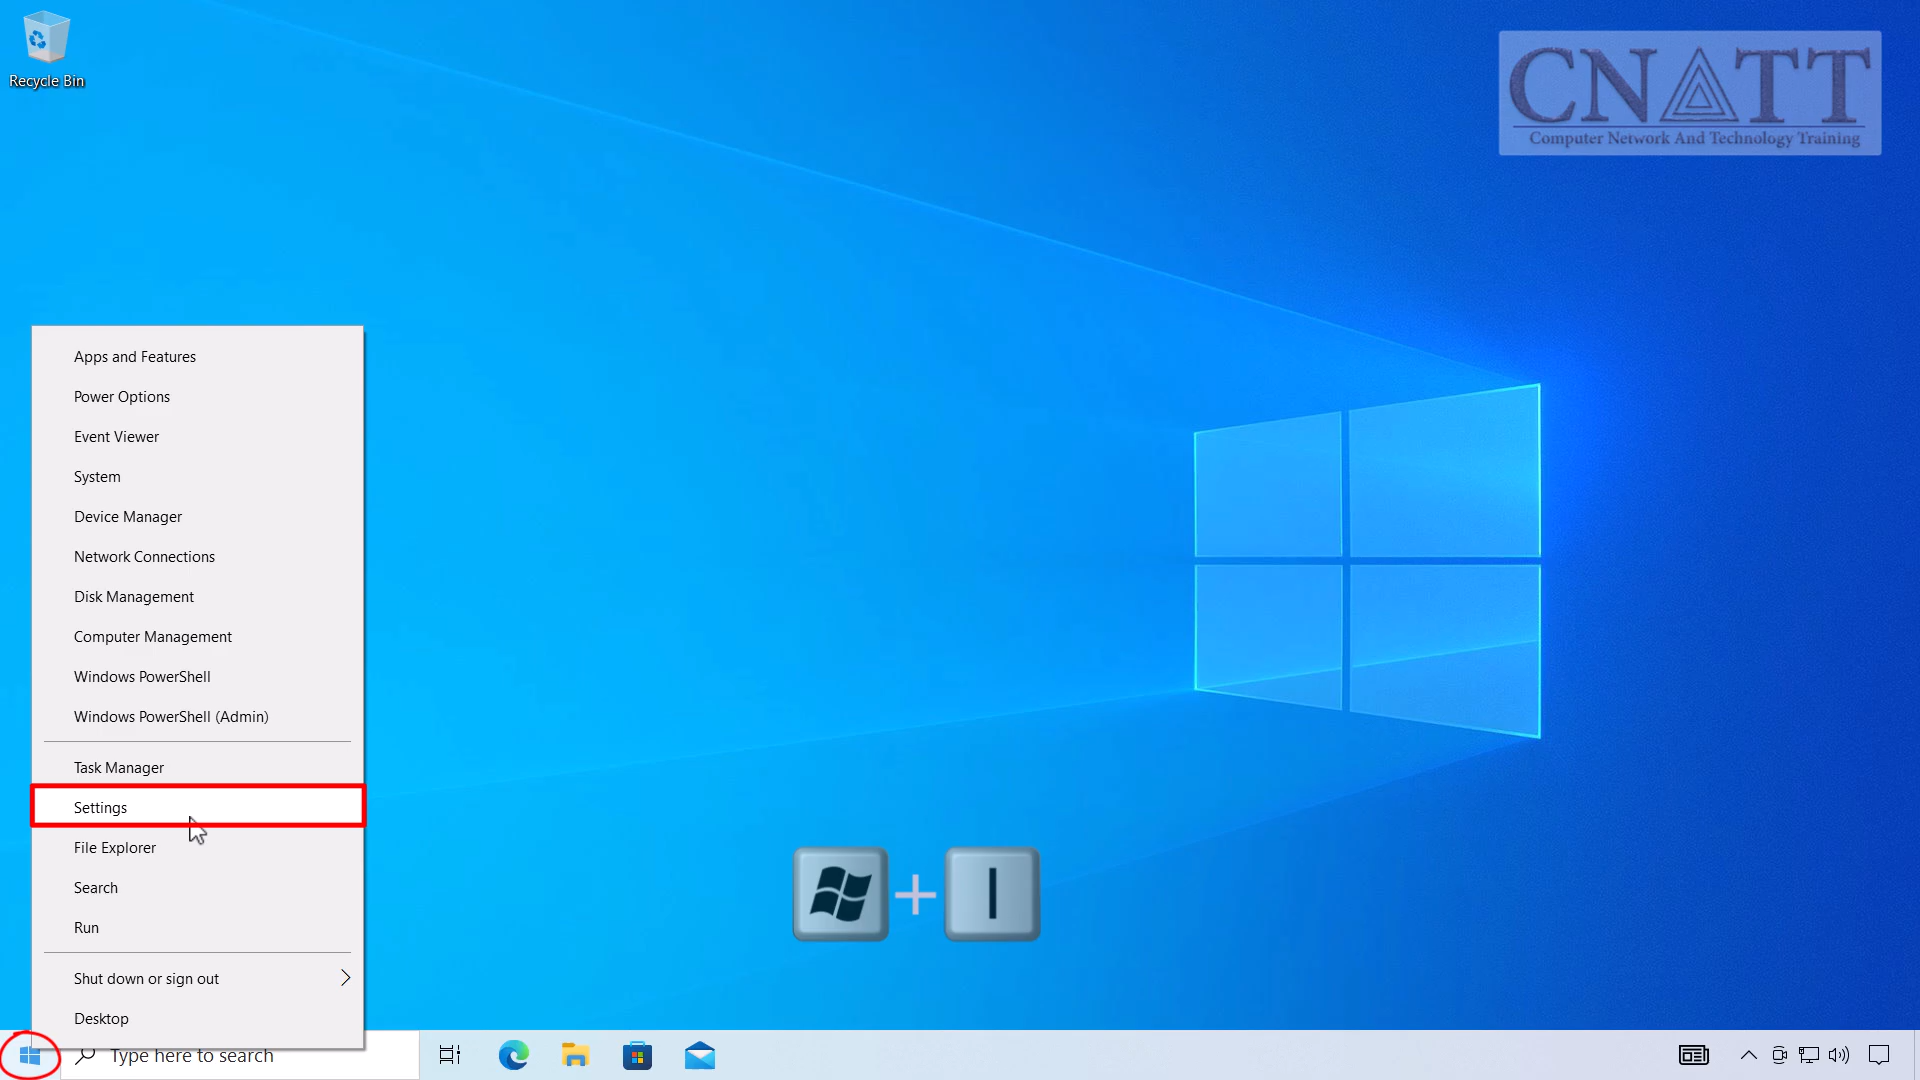 Recycle Bin
CNATT
Computer Network And Technology Training
Apps and Features
Power Options
Event Viewer
System
Device Manager
Network Connections
Disk Management
Computer Management
Windows PowerShell
Windows PowerShell (Admin)
Task Manager
Settings
File Explorer
Search
Run
Shut down or sign out
Desktop
+ I
Type here to search